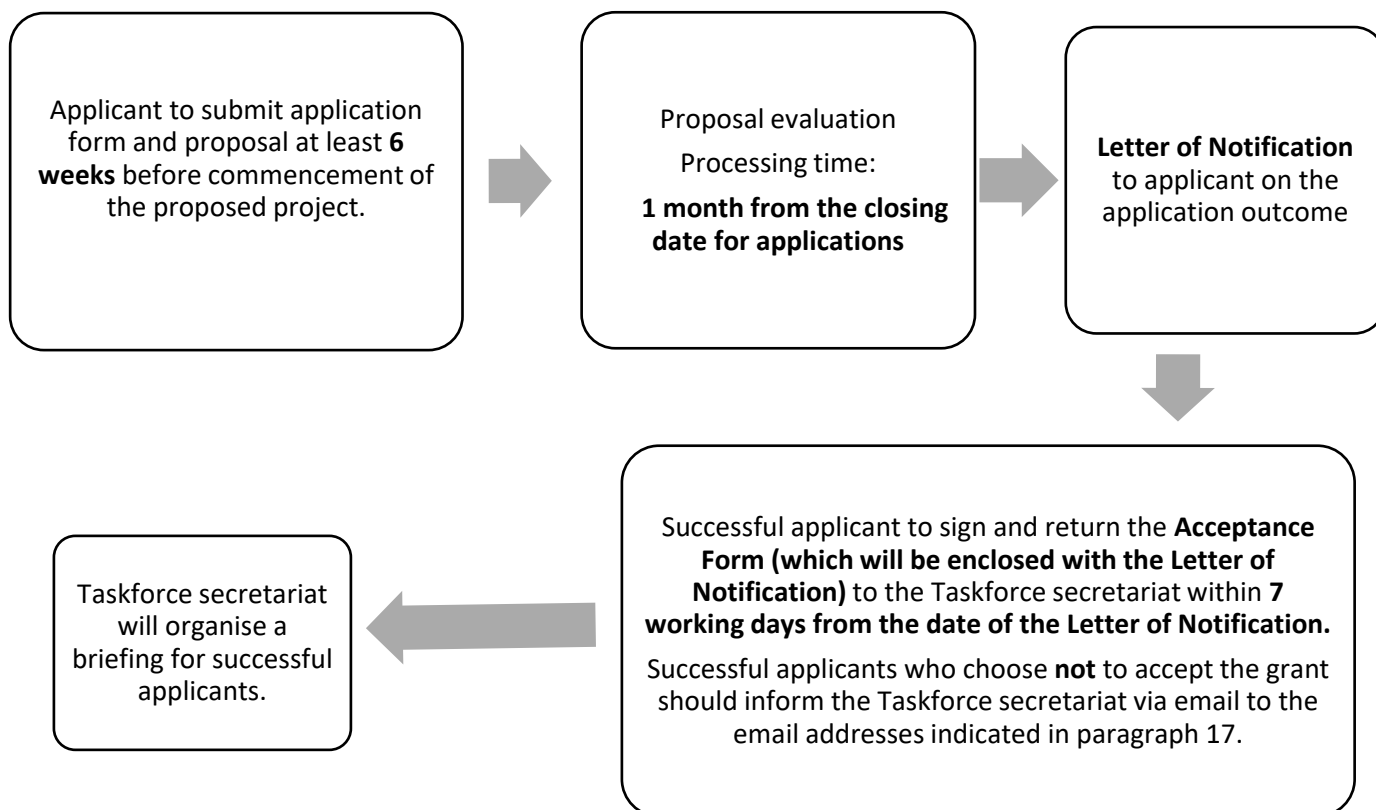 Applicant to submit application
form and proposal at least 6
weeks before commencement of
the proposed project.
Proposal evaluation
Processing time:
1 month from the closing
date for applications
Letter of Notification
to applicant on the
application outcome
Successful applicant to sign and return the Acceptance
Form (which will be enclosed with the Letter of
Notification) to the Taskforce secretariat within 7
working days from the date of the Letter of Notification.
Successful applicants who choose not to accept the grant
should inform the Taskforce secretariat via email to the
email addresses indicated in paragraph 17.
Taskforce secretariat
will organise a
briefing for successful
applicants.